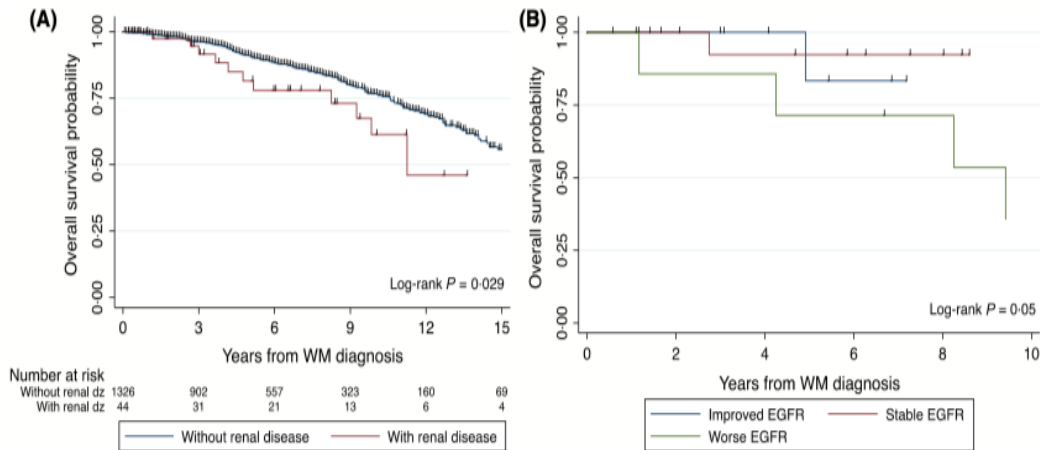 (A)
Overall survival probability
1·00
0·75
0·50
0·25
0·00
Log-rank P = 0·029
0 3 6 9 12 15
Years from WM diagnosis
Number at risk
Without renal dz 1326 902 557 323 160 69
With renal dz 44 31 21 13 6 4
Without renal disease With renal disease
(B)
Overall survival probability
1·00
0·75
0·50
0·25
0·00
Log-rank P = 0·05
0 2 4 6 8 10
Years from WM diagnosis
Improved EGFR Stable EGFR
Worse EGFR